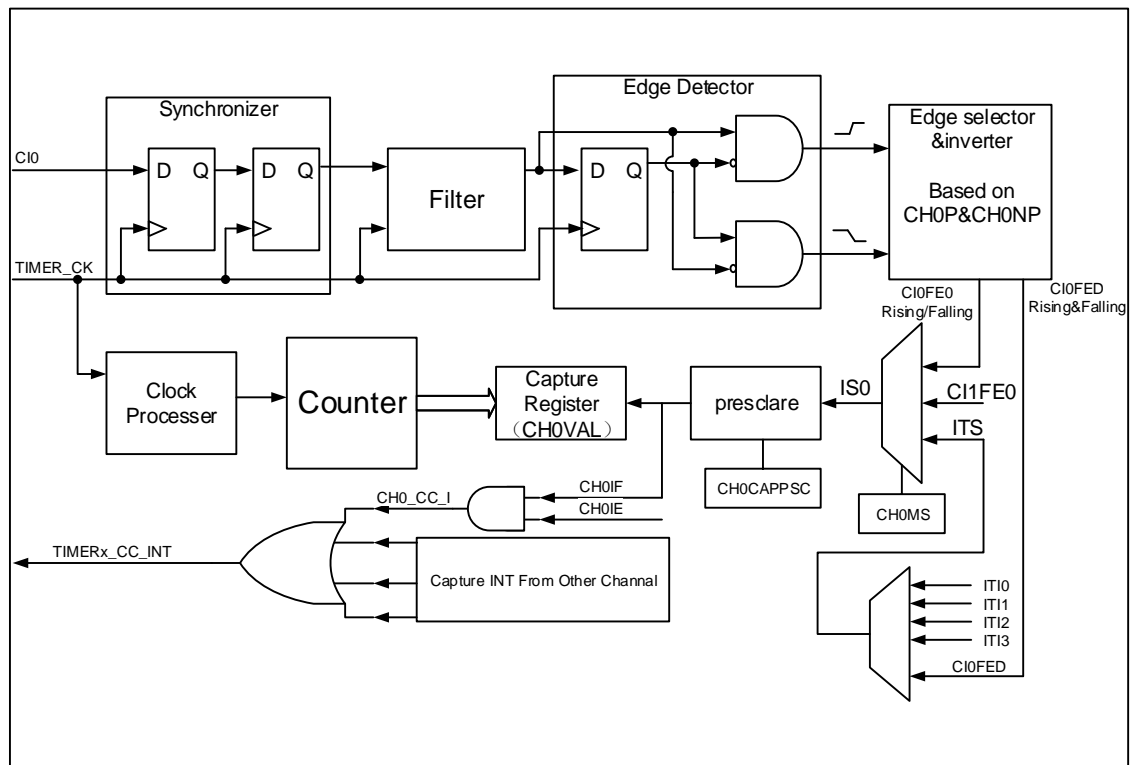 Synchronizer
Edge Detector
Edge selector
&inverter
Based on
CH0P&CH0NP
CI0
D Q
D Q
Filter
D Q
TIMER_CK
CI0FE0
Rising/Falling
CI0FED
Rising&Falling
Clock
Processer
Counter
Capture
Register
（CH0VAL）
presclare
IS0
CI1FE0
ITS
CH0CAPPSC
CH0MS
CH0_CC_I
CH0IF
CH0IE
TIMERx_CC_INT
Capture INT From Other Channel
ITI0
ITI1
ITI2
ITI3
CI0FED